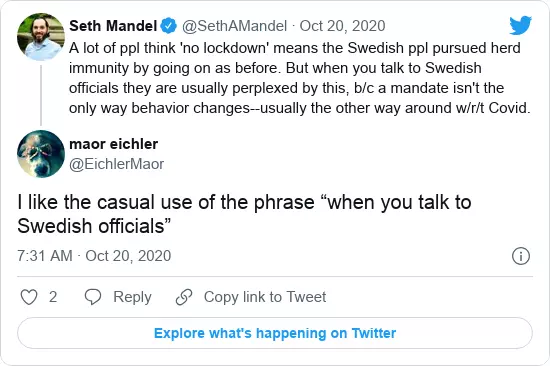 Seth Mandel @SethAMandel · Oct 20, 2020
A lot of ppl think 'no lockdown' means the Swedish ppl pursued herd
immunity by going on as before. But when you talk to Swedish
officials they are usually perplexed by this, b/c a mandate isn't the
only way behavior changes--usually the other way around w/r/t Covid.
maor eichler
@EichlerMaor
I like the casual use of the phrase “when you talk to
Swedish officials”
7:31 AM · Oct 20, 2020
2 Reply Copy link to Tweet
Explore what's happening on Twitter